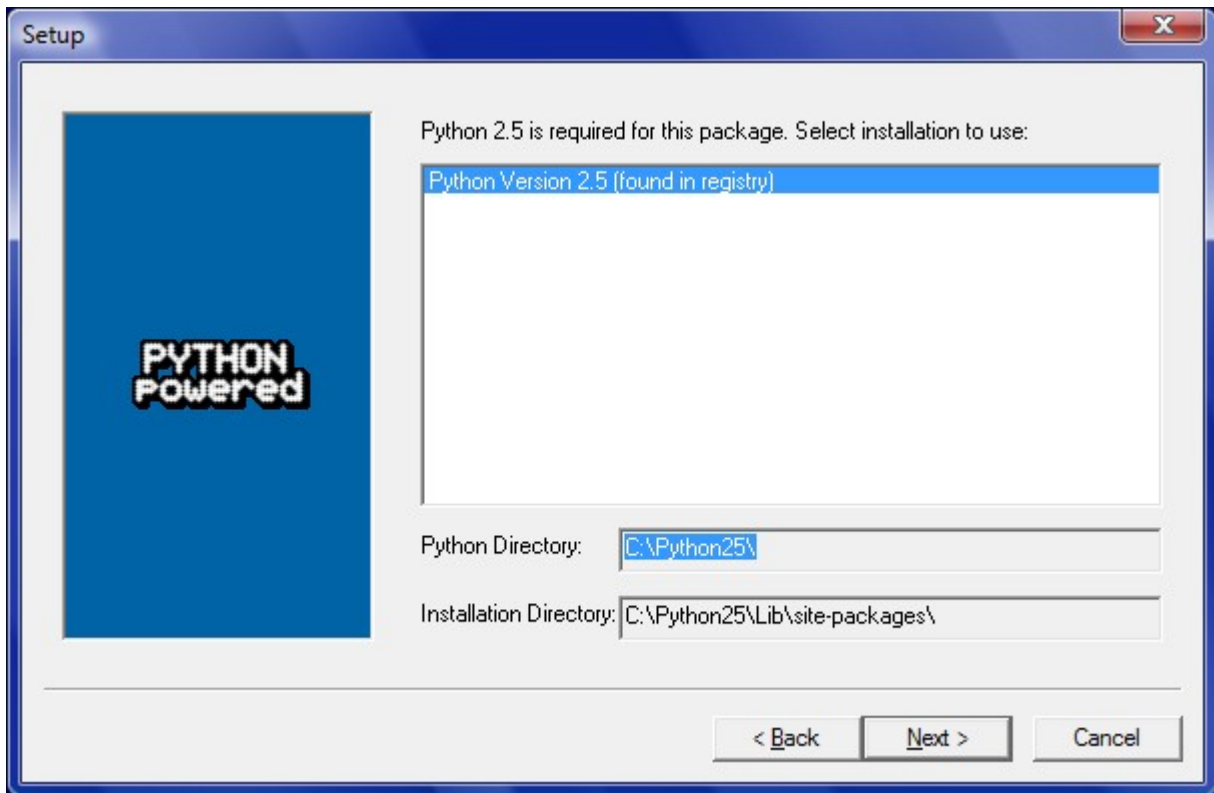 Setup
Python 2.5 is required for this package. Select installation to use:
Python Version 2.5 (found in registry)
PYTHON
powered
Python Directory: C:\Python25\
Installation Directory: C:\Python25\Lib\site-packages\
< Back Next > Cancel